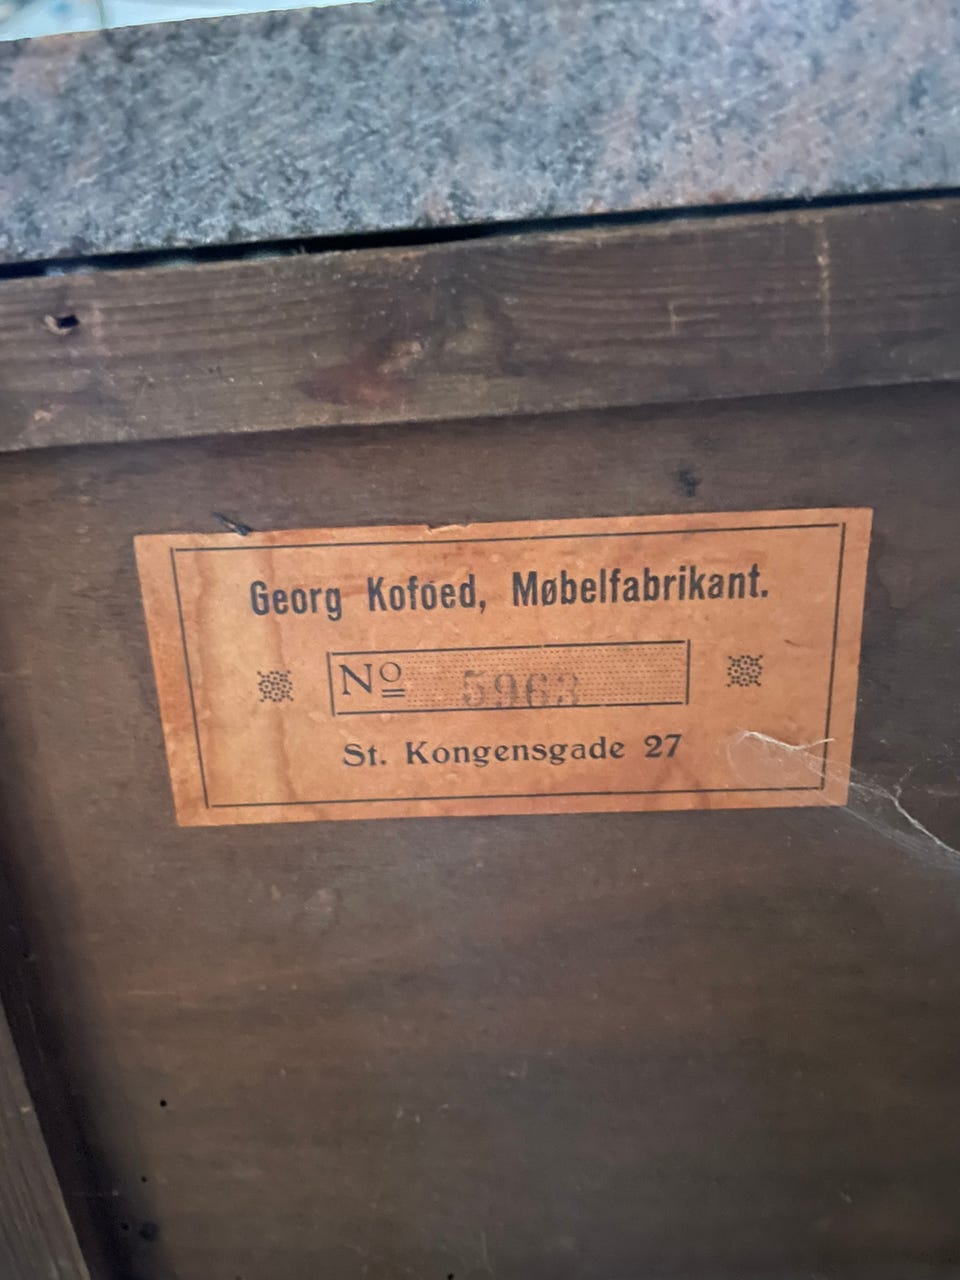 Georg Kofoed, Møbelfabrikant.
No 5963
St. Kongensgade 27